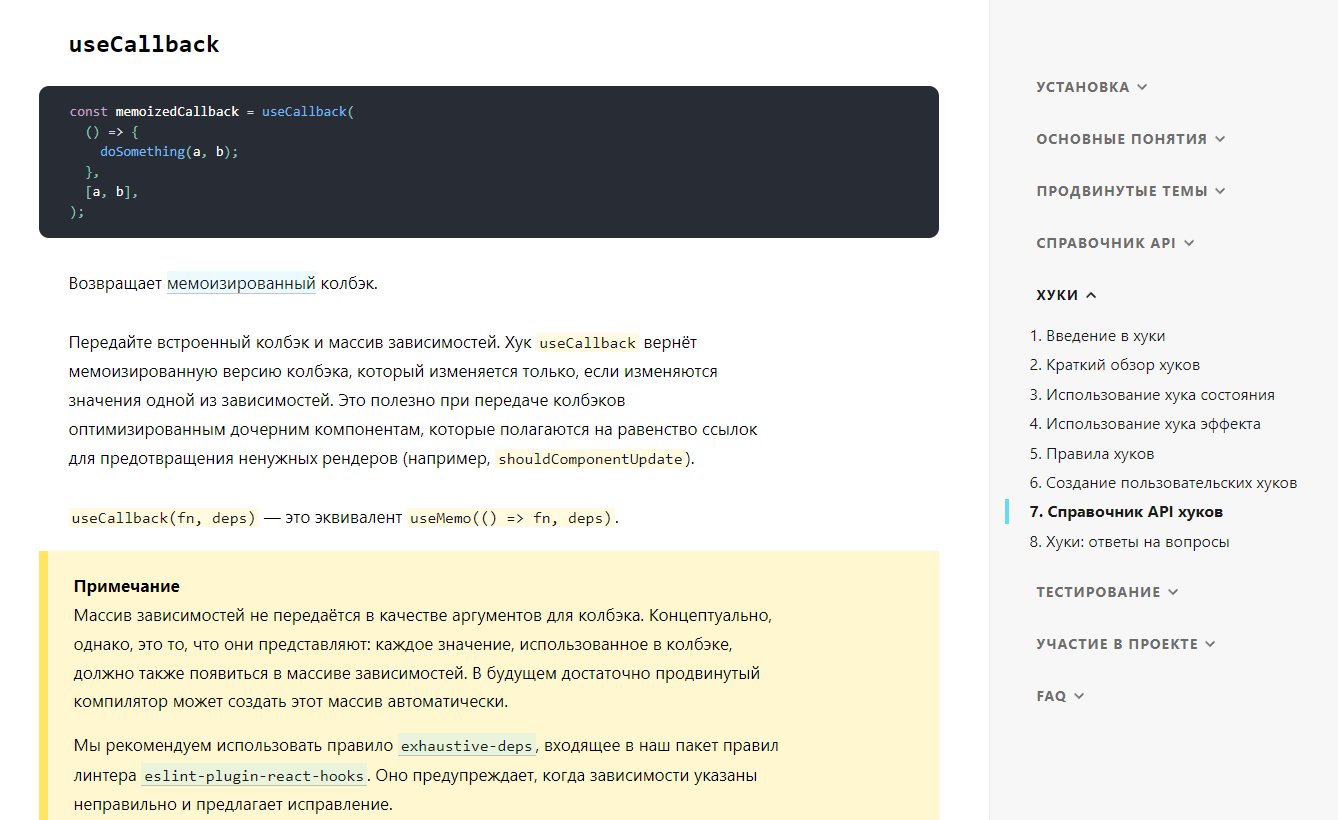 useCallback
const memoizedCallback = useCallback(
() => {
doSomething(a, b);
},
[a, b],
);
Возвращает мемоизированный колбэк.
Передайте встроенный колбэк и массив зависимостей. Хук useCallback вернёт
мемоизированную версию колбэка, который изменяется только, если изменяются
значения одной из зависимостей. Это полезно при передаче колбэков
оптимизированным дочерним компонентам, которые полагаются на равенство ссылок
для предотвращения ненужных рендеров (например, shouldComponentUpdate).
useCallback(fn, deps) — это эквивалент useMemo(() => fn, deps).
Примечание
Массив зависимостей не передаётся в качестве аргументов для колбэка. Концептуально,
однако, это то, что они представляют: каждое значение, использованное в колбэке,
должно также появиться в массиве зависимостей. В будущем достаточно продвинутый
компилятор может создать этот массив автоматически.
Мы рекомендуем использовать правило exhaustive-deps, входящее в наш пакет правил
линтера eslint-plugin-react-hooks. Оно предупреждает, когда зависимости указаны
неправильно и предлагает исправление.
УСТАНОВКА
ОСНОВНЫЕ ПОНЯТИЯ
ПРОДВИНУТЫЕ ТЕМЫ
СПРАВОЧНИК API
ХУКИ
1. Введение в хуки
2. Краткий обзор хуков
3. Использование хука состояния
4. Использование хука эффекта
5. Правила хуков
6. Создание пользовательских хуков
7. Справочник API хуков
8. Хуки: ответы на вопросы
ТЕСТИРОВАНИЕ
УЧАСТИЕ В ПРОЕКТЕ
FAQ